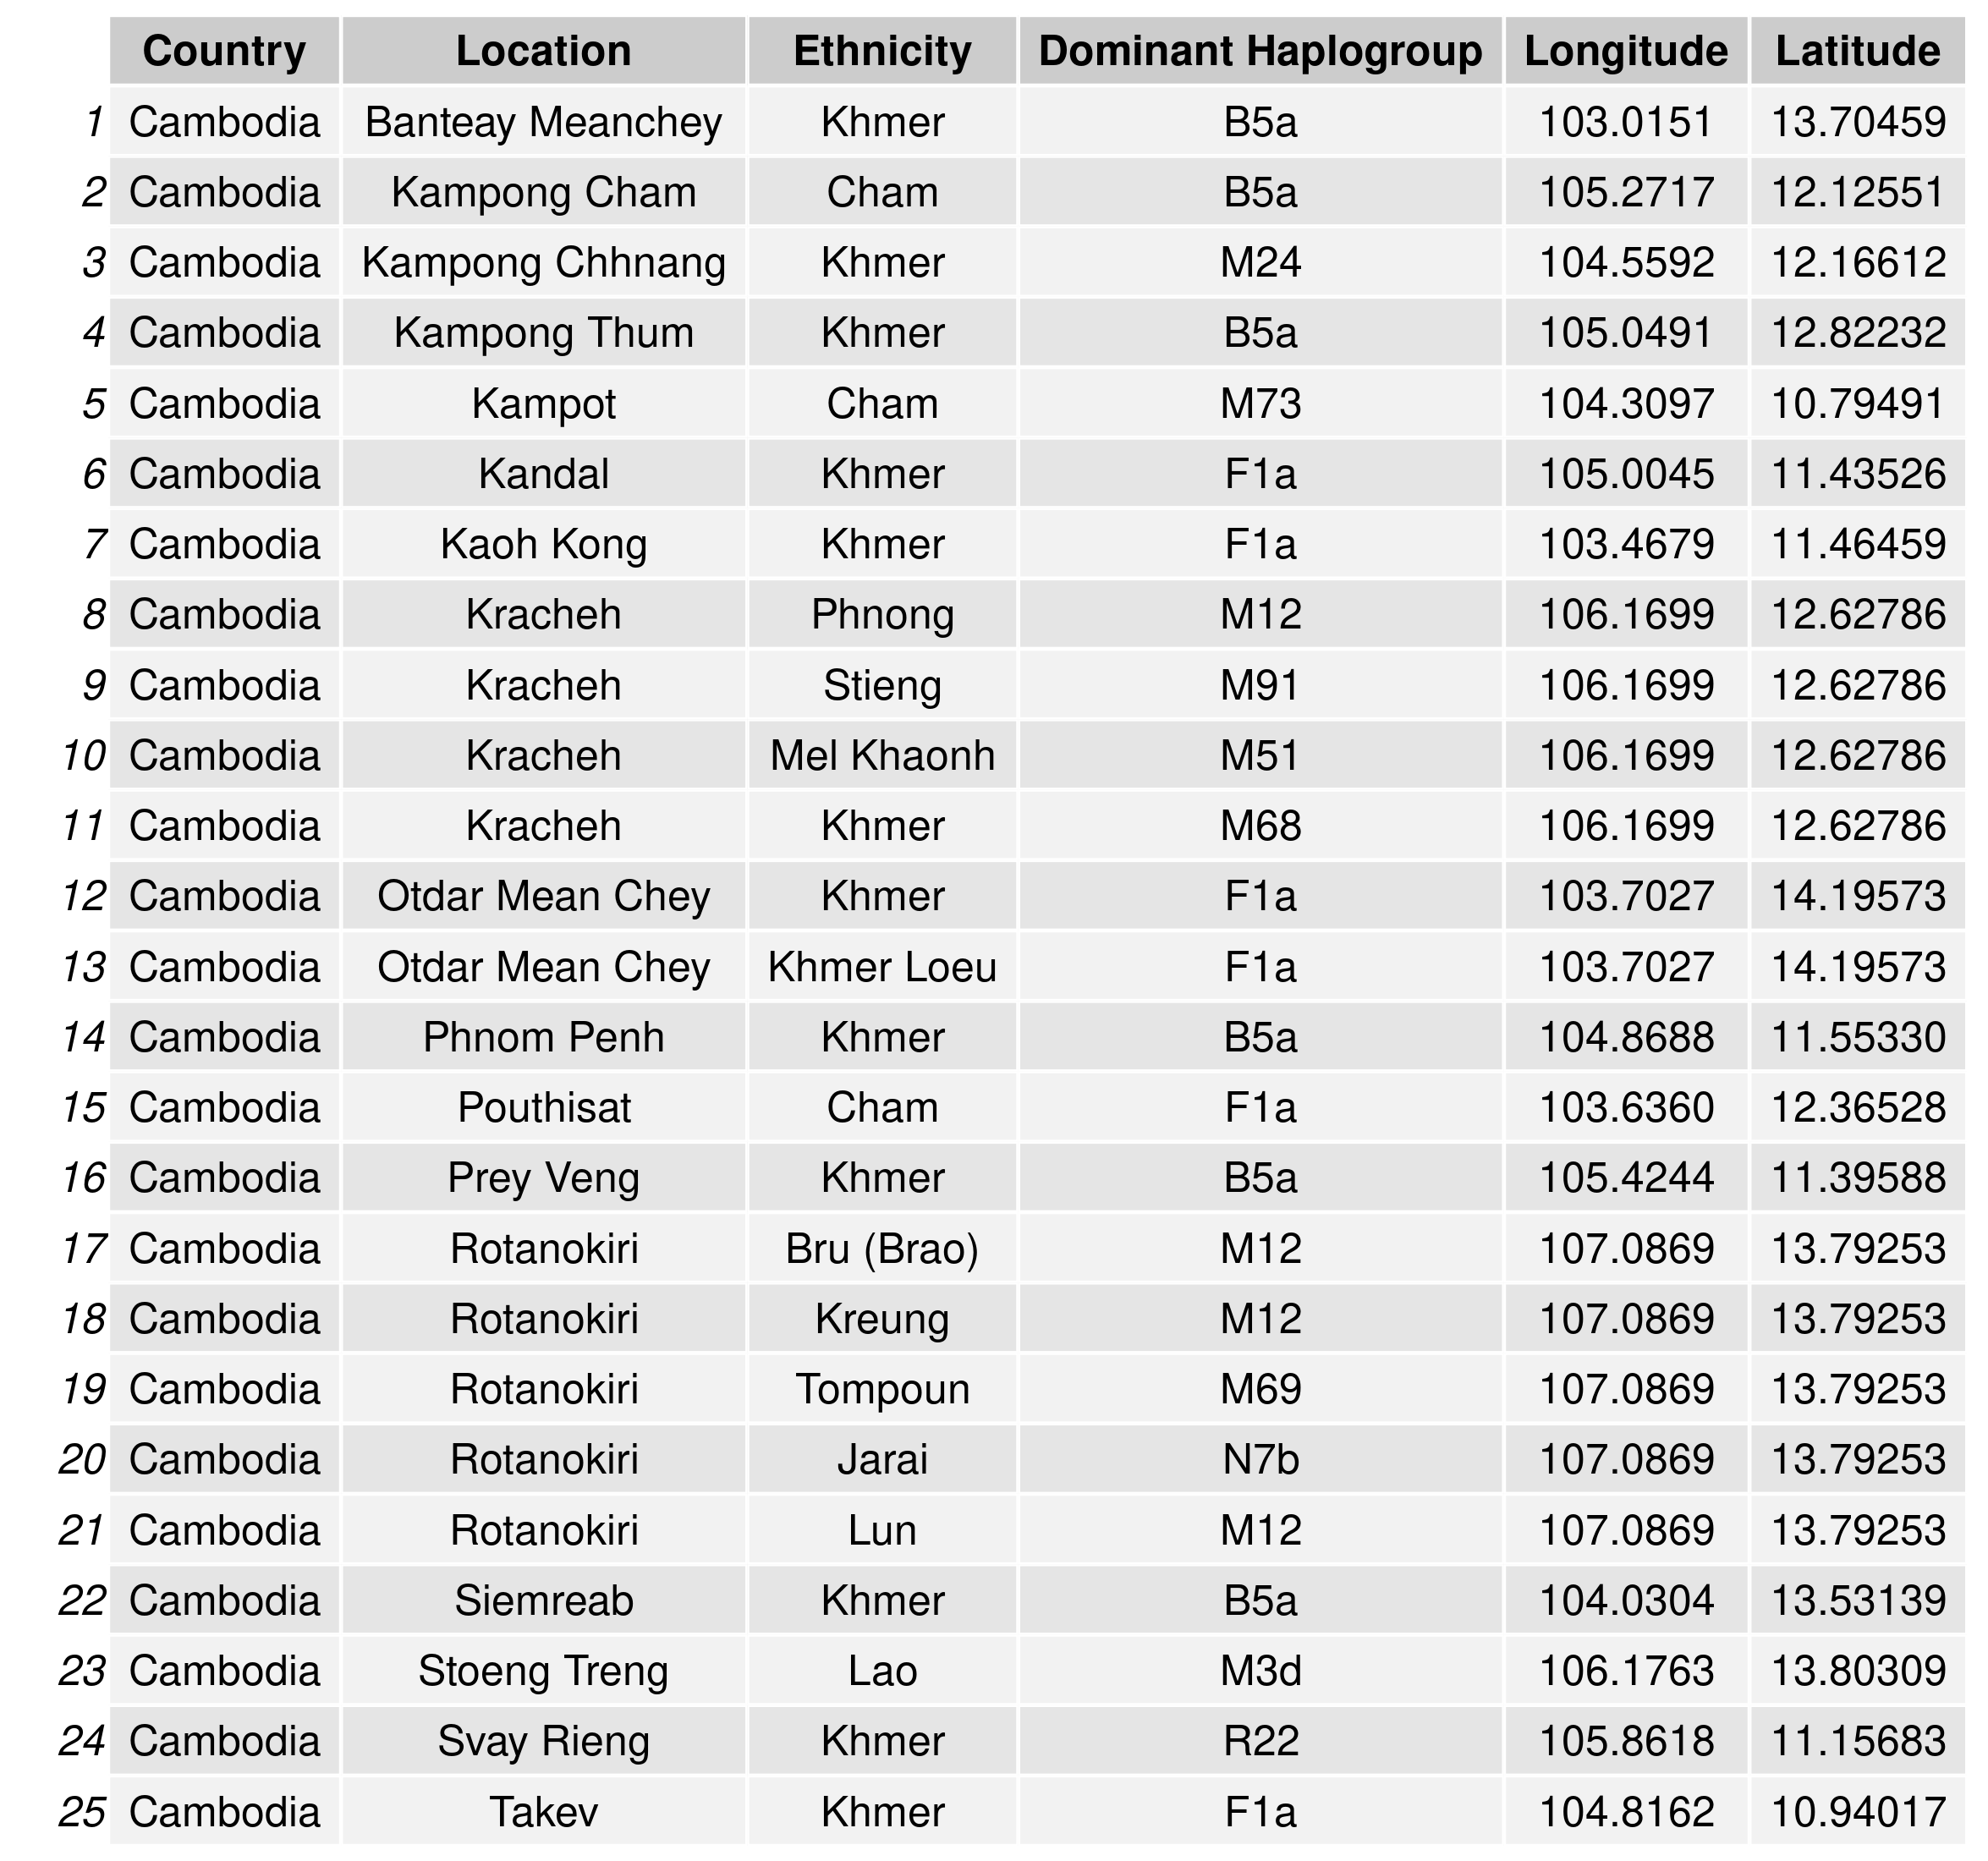 Country Location Ethnicity Dominant Haplogroup Longitude Latitude
1 Cambodia Banteay Meanchey Khmer B5a 103.0151 13.70459
2 Cambodia Kampong Cham Cham B5a 105.2717 12.12551
3 Cambodia Kampong Chhnang Khmer M24 104.5592 12.16612
4 Cambodia Kampong Thum Khmer B5a 105.0491 12.82232
5 Cambodia Kampot Cham M73 104.3097 10.79491
6 Cambodia Kandal Khmer F1a 105.0045 11.43526
7 Cambodia Kaoh Kong Khmer F1a 103.4679 11.46459
8 Cambodia Kracheh Phnong M12 106.1699 12.62786
9 Cambodia Kracheh Stieng M91 106.1699 12.62786
10 Cambodia Kracheh Mel Khaonh M51 106.1699 12.62786
11 Cambodia Kracheh Khmer M68 106.1699 12.62786
12 Cambodia Otdar Mean Chey Khmer F1a 103.7027 14.19573
13 Cambodia Otdar Mean Chey Khmer Loeu F1a 103.7027 14.19573
14 Cambodia Phnom Penh Khmer B5a 104.8688 11.55330
15 Cambodia Pouthisat Cham F1a 103.6360 12.36528
16 Cambodia Prey Veng Khmer B5a 105.4244 11.39588
17 Cambodia Rotanokiri Bru (Brao) M12 107.0869 13.79253
18 Cambodia Rotanokiri Kreung M12 107.0869 13.79253
19 Cambodia Rotanokiri Tompoun M69 107.0869 13.79253
20 Cambodia Rotanokiri Jarai N7b 107.0869 13.79253
21 Cambodia Rotanokiri Lun M12 107.0869 13.79253
22 Cambodia Siemreab Khmer B5a 104.0304 13.53139
23 Cambodia Stoeng Treng Lao M3d 106.1763 13.80309
24 Cambodia Svay Rieng Khmer R22 105.8618 11.15683
25 Cambodia Takev Khmer F1a 104.8162 10.94017